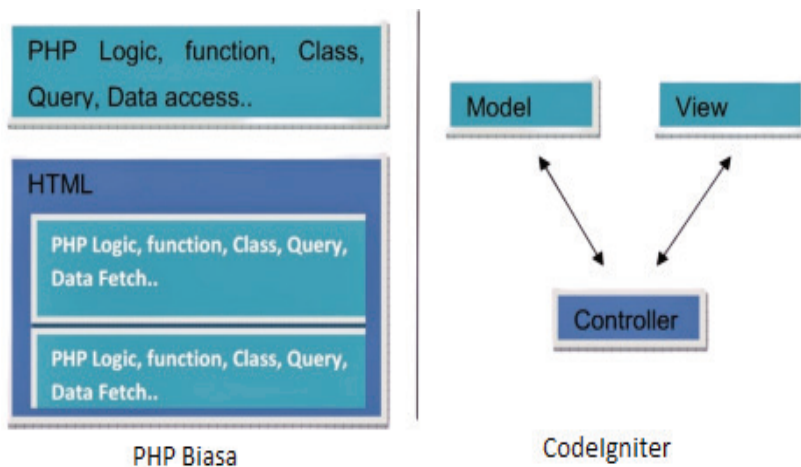 PHP Logic, function, Class,
Query, Data access..
HTML
PHP Logic, function, Class, Query,
Data Fetch..
PHP Logic, function, Class, Query,
Data Fetch..
PHP Biasa
Model
View
Controller
CodeIgniter